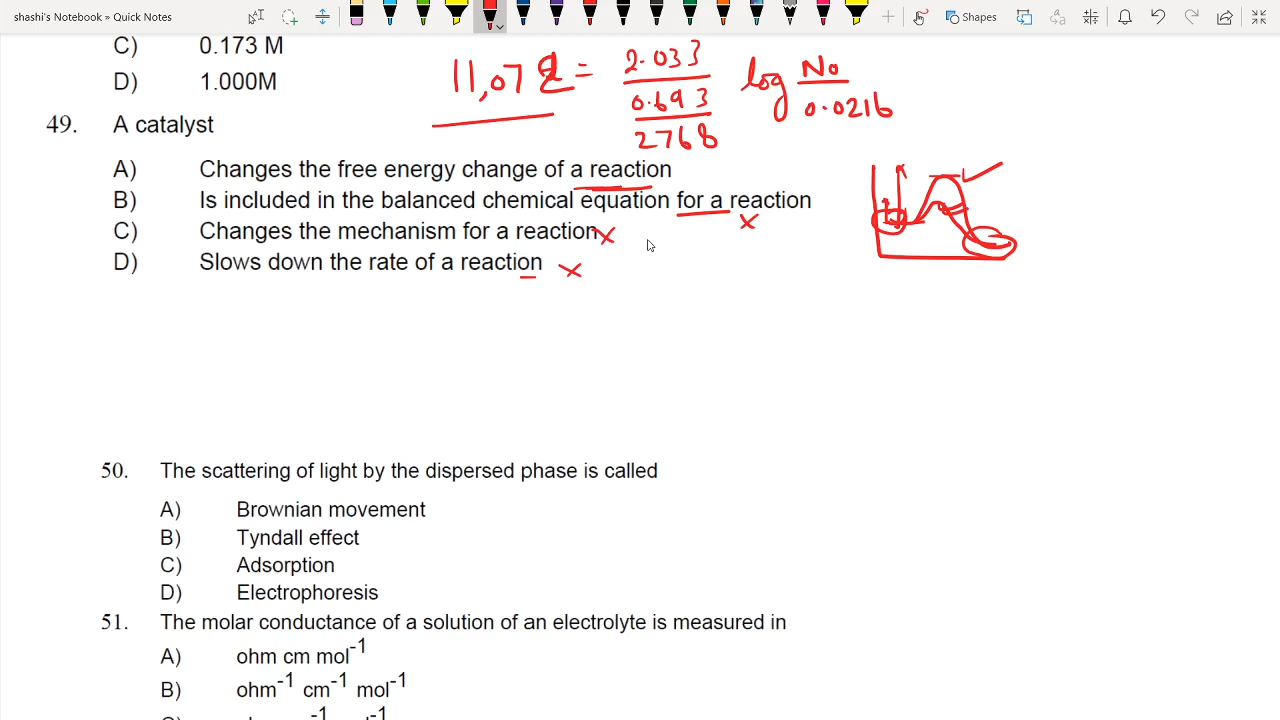 shashi's Notebook » Quick Notes
Shapes
C) 0.173 M
D) 1.000M
11,072 = 2.033 / 0.693 / 2768 log No / 0.0216
49. A catalyst
A) Changes the free energy change of a reaction
B) Is included in the balanced chemical equation for a reaction
C) Changes the mechanism for a reaction
D) Slows down the rate of a reaction
50. The scattering of light by the dispersed phase is called
A) Brownian movement
B) Tyndall effect
C) Adsorption
D) Electrophoresis
51. The molar conductance of a solution of an electrolyte is measured in
A) ohm cm mol⁻¹
B) ohm⁻¹ cm⁻¹ mol⁻¹